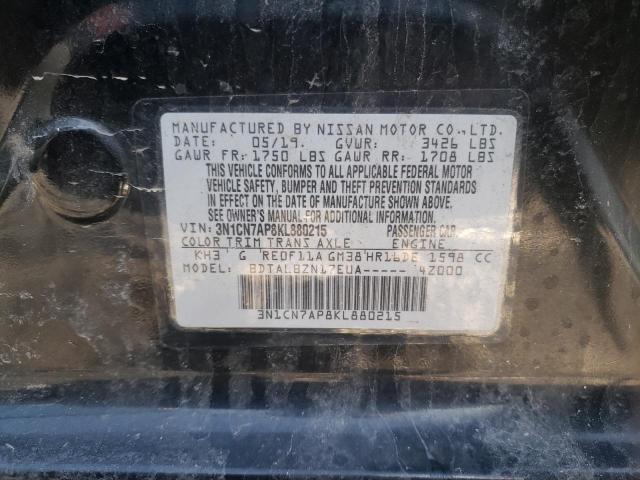 MANUFACTURED BY NISSAN MOTOR CO., LTD.
DATE: 05/19. GVWR: 3426 LBS
GAWR FR: 1750 LBS GAWR RR: 1708 LBS
THIS VEHICLE CONFORMS TO ALL APPLICABLE FEDERAL MOTOR
VEHICLE SAFETY, BUMPER AND THEFT PREVENTION STANDARDS
IN EFFECT ON THE DATE OF MANUFACTURE SHOWN ABOVE.
SEE OWNER'S MANUAL FOR ADDITIONAL INFORMATION.
VIN: 3N1CN7AP8KL880215 PASSENGER CAR
COLOR TRIM TRANS AXLE ENGINE
KH3 G RE0F11A GM38 HR16DE 1598 CC
MODEL: BDTALBZN17EUA----- 4Z000
3N1CN7AP8KL880215